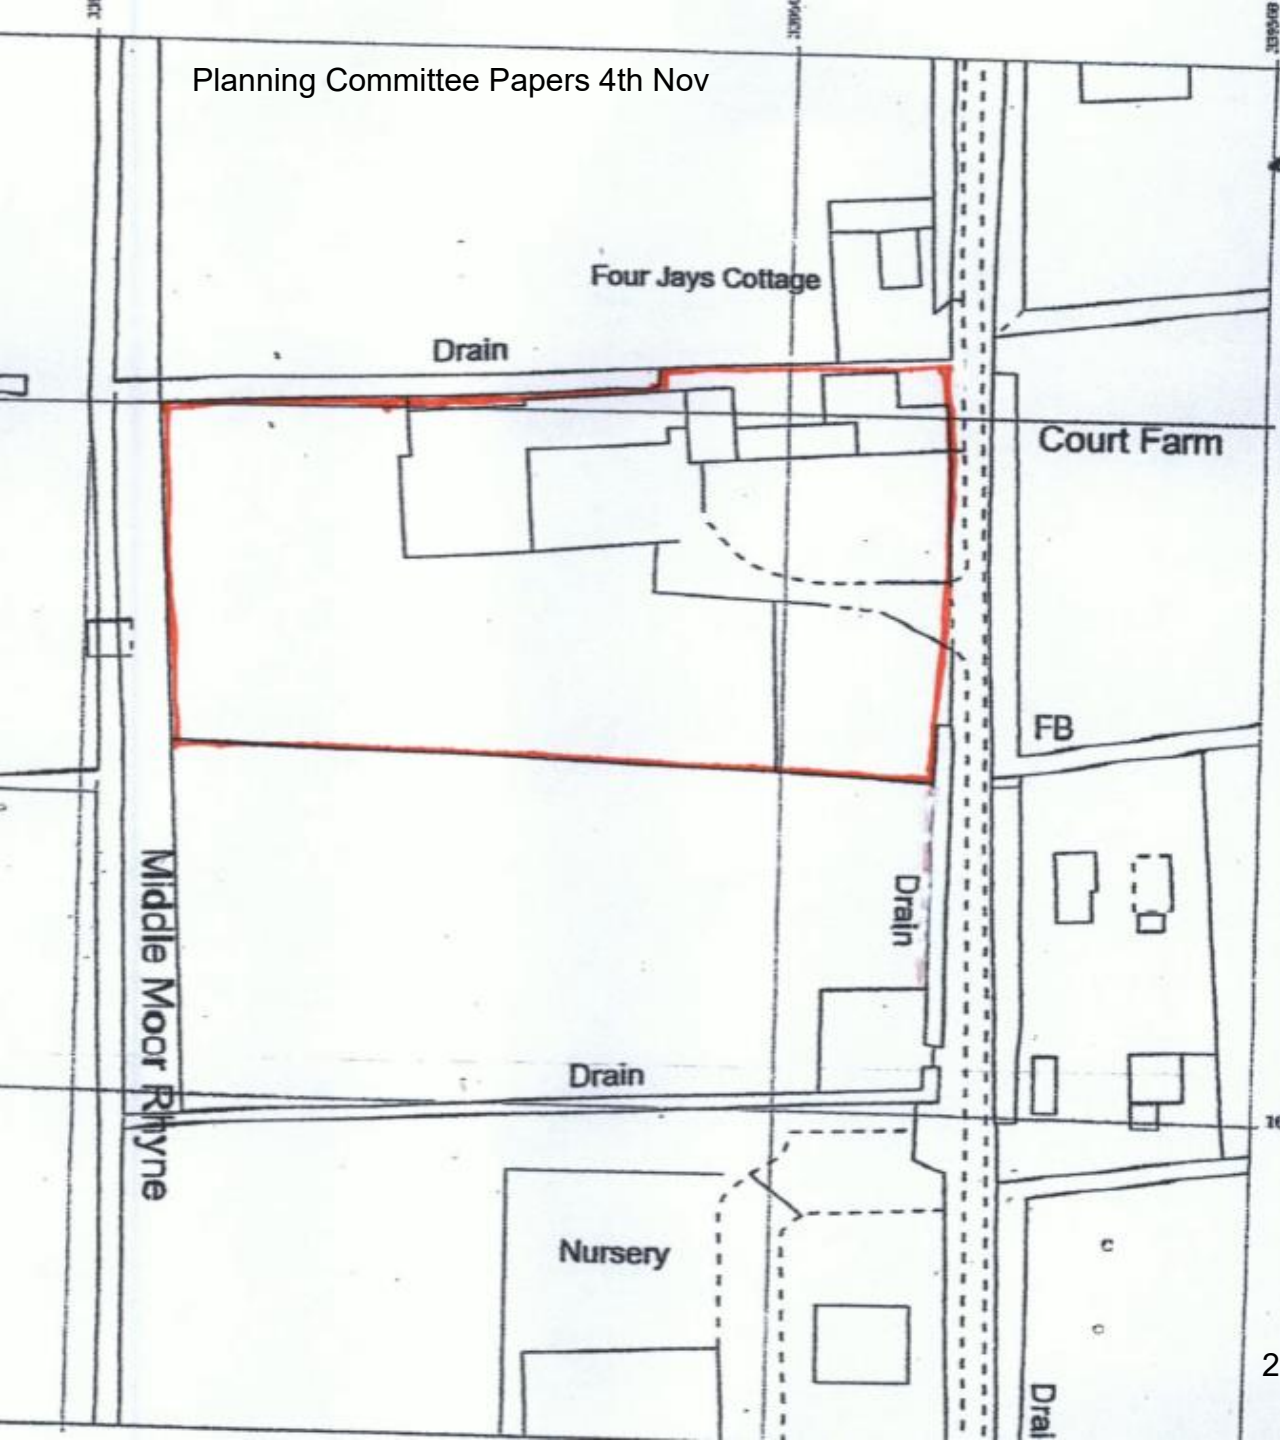 Planning Committee Papers 4th Nov
Four Jays Cottage
Drain
Court Farm
FB
Middle Moor Rhyne
Drain
Drain
Nursery
Drai
2